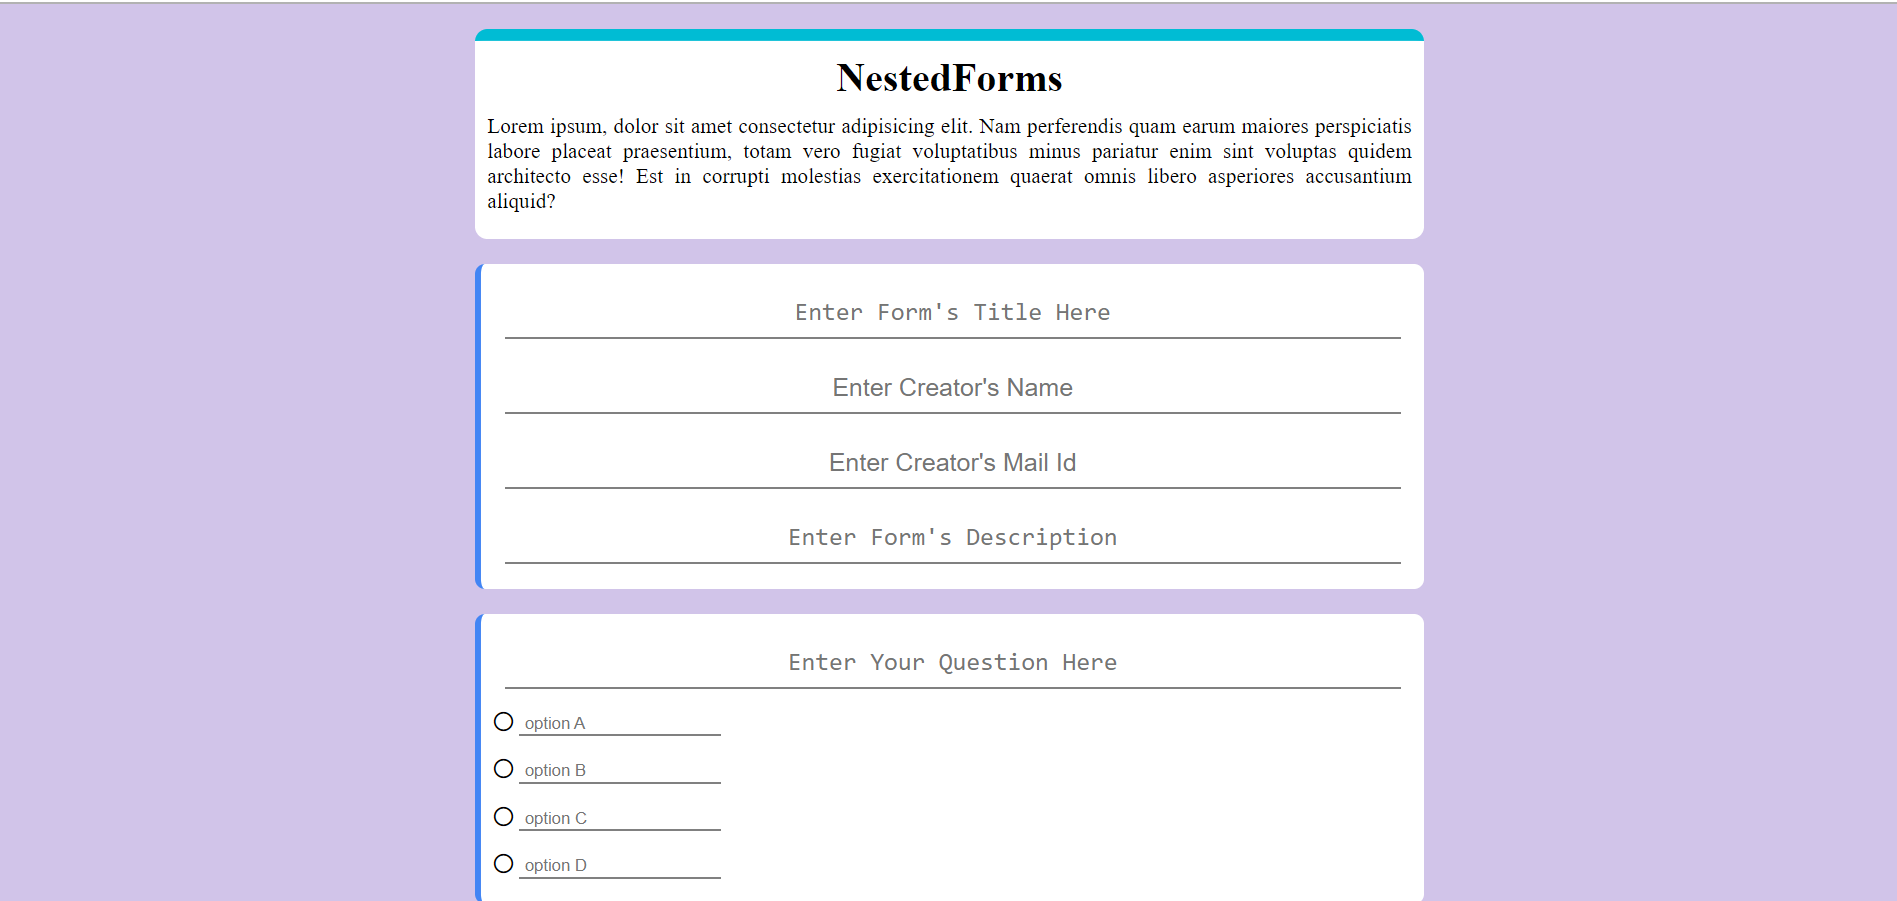 NestedForms
Lorem ipsum, dolor sit amet consectetur adipisicing elit. Nam perferendis quam earum maiores perspiciatis
labore placeat praesentium, totam vero fugiat voluptatibus minus pariatur enim sint voluptas quidem
architecto esse! Est in corrupti molestias exercitationem quaerat omnis libero asperiores accusantium
aliquid?
Enter Form's Title Here
Enter Creator's Name
Enter Creator's Mail Id
Enter Form's Description
Enter Your Question Here
option A
option B
option C
option D